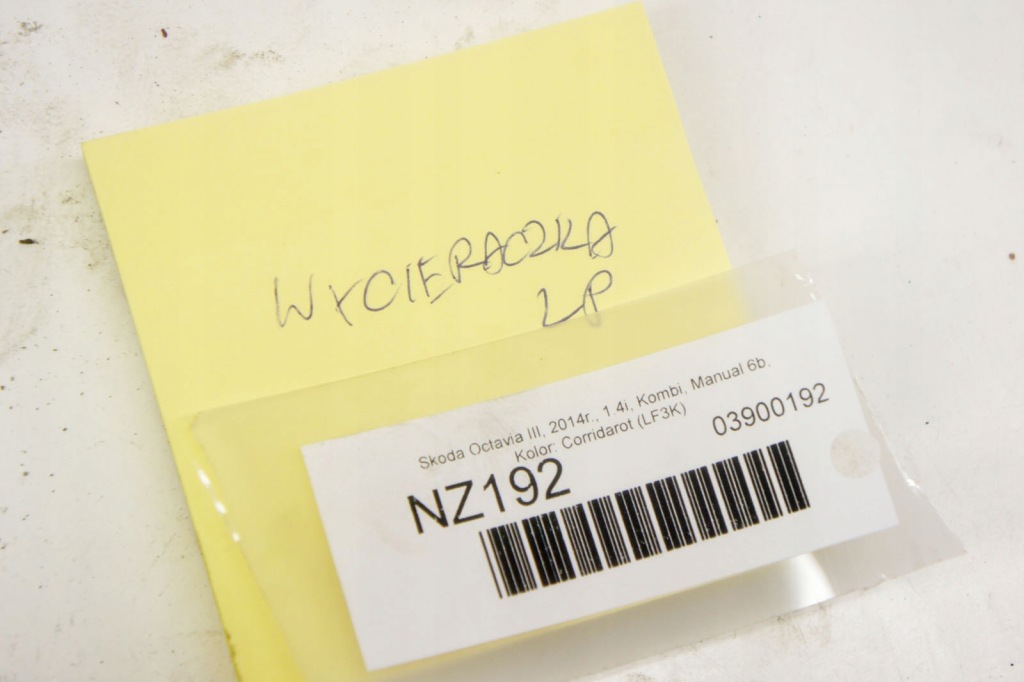 WYCIERACZKA
LP
Skoda Octavia III, 2014r., 1.4i, Kombi, Manual 6b.
Kolor: Corridarot (LF3K)
NZ192
03900192